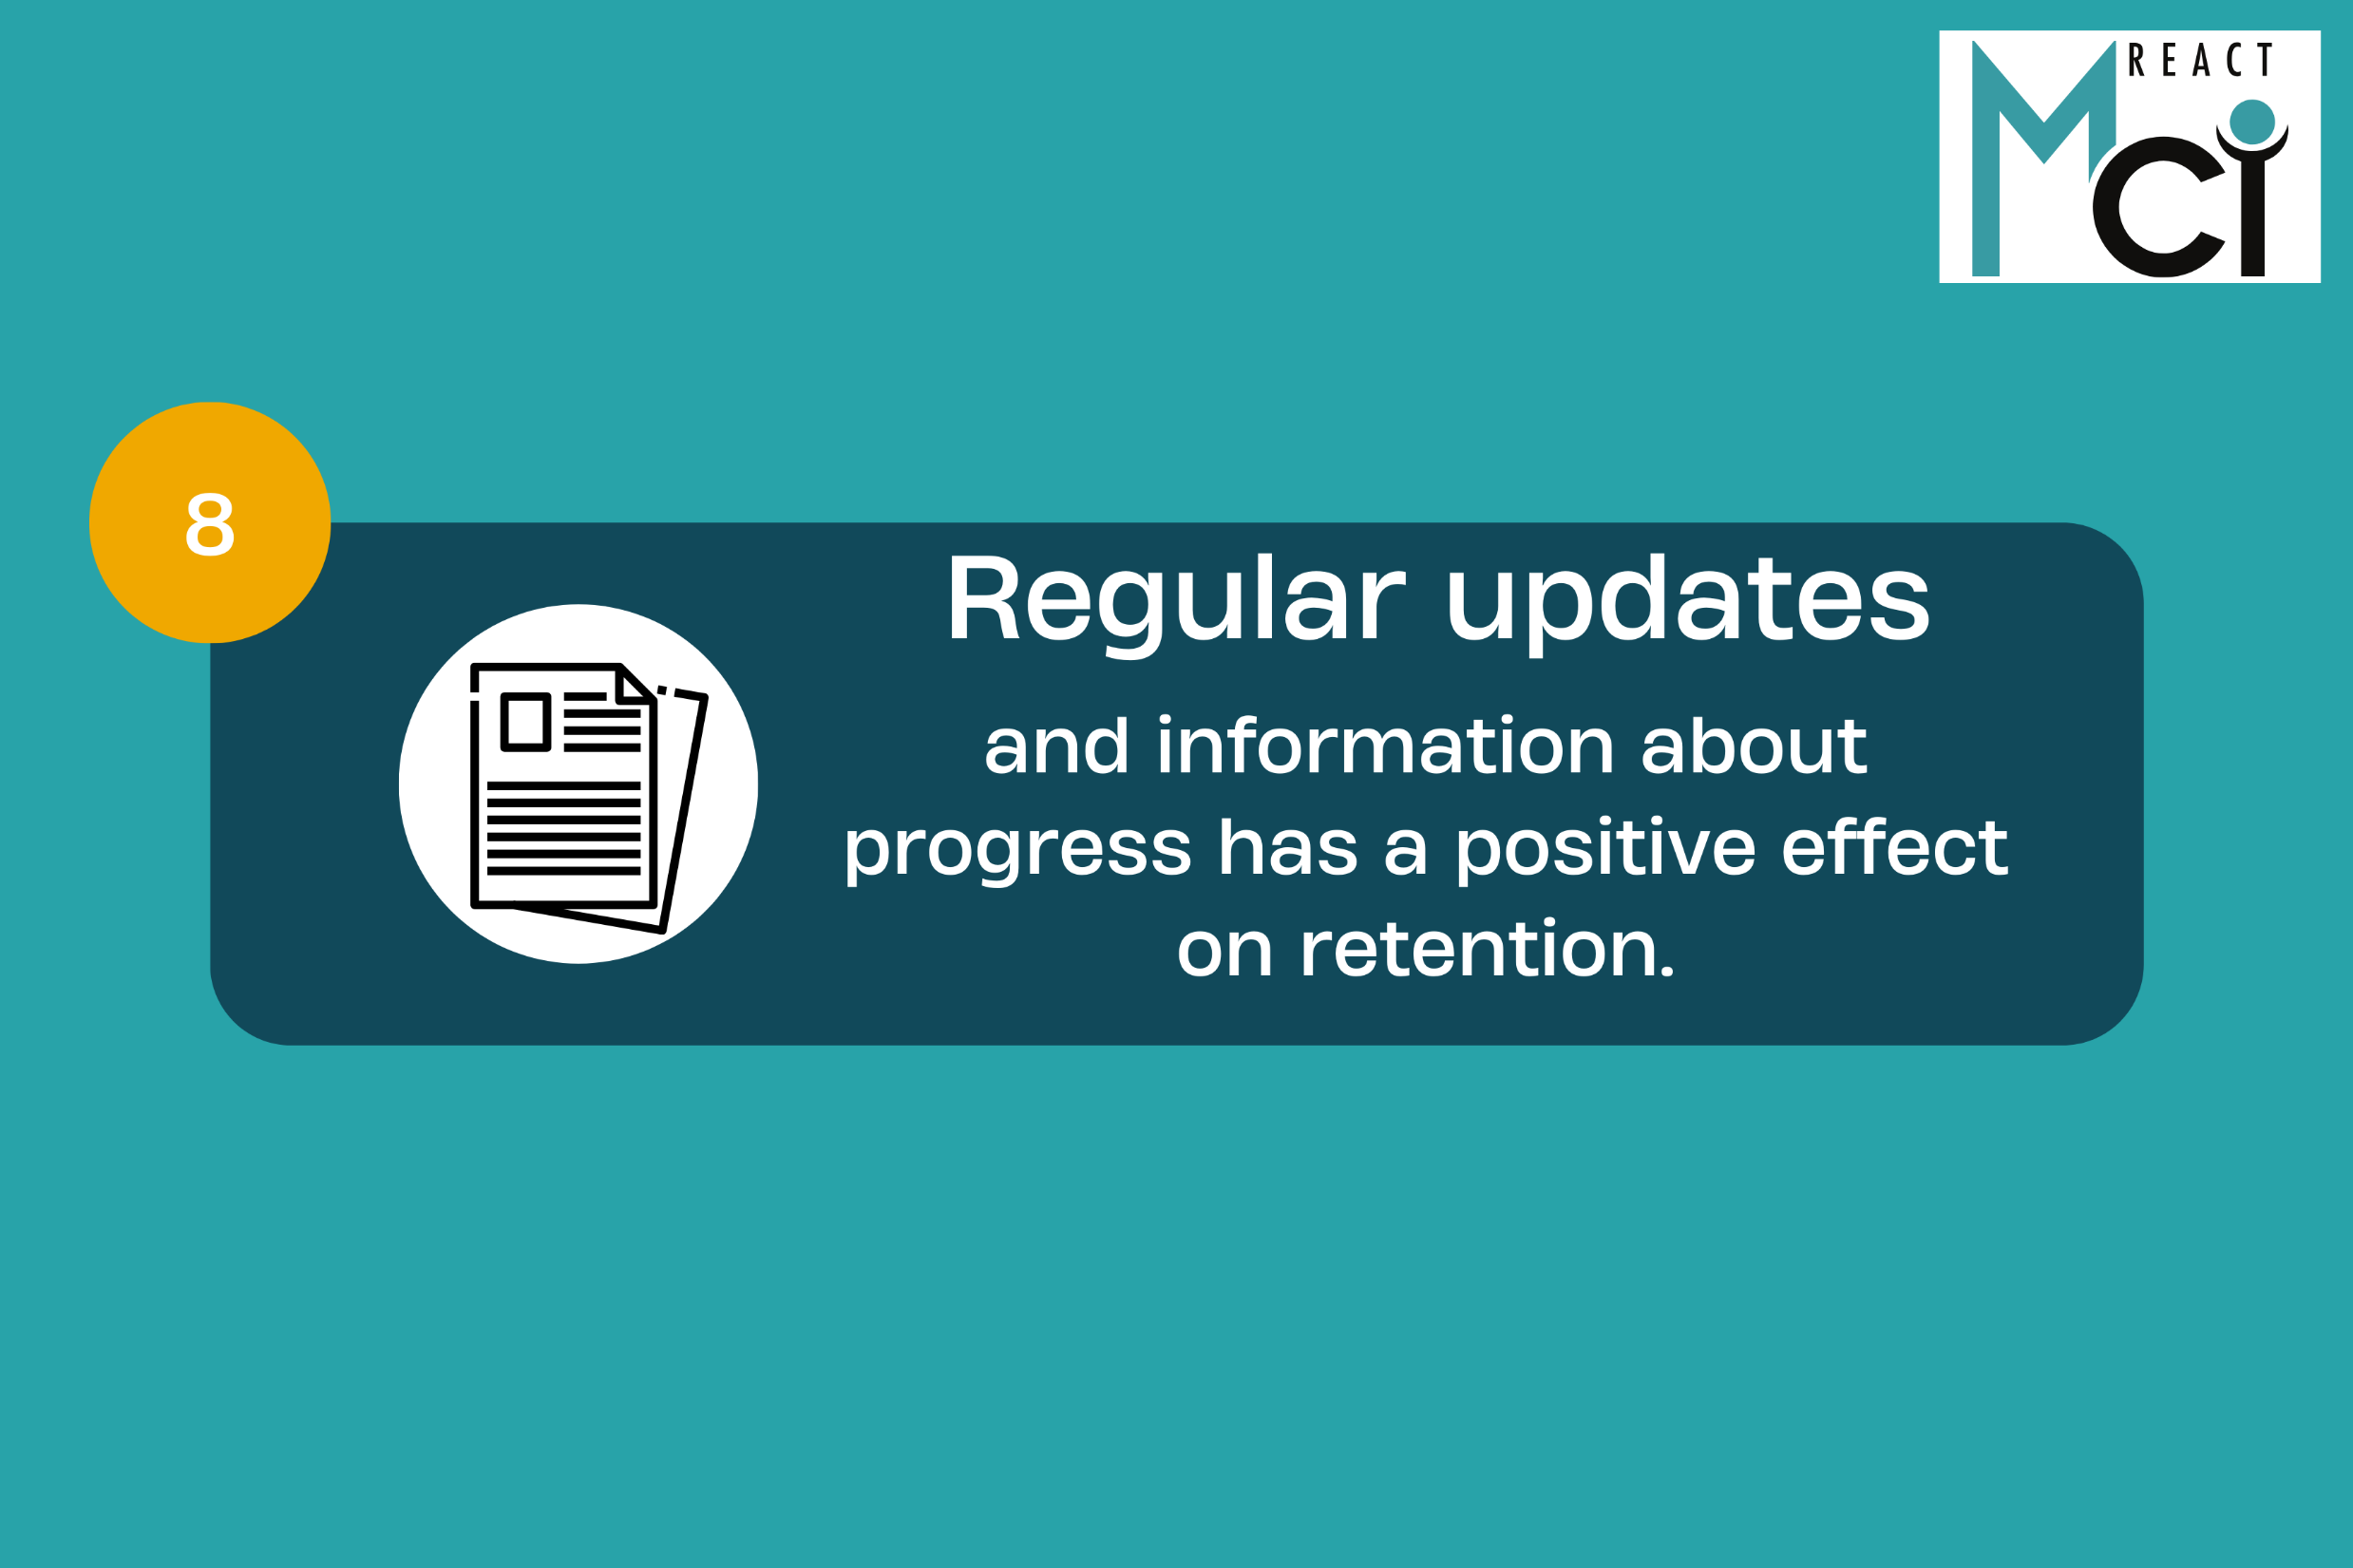 REACT
Mci
8
Regular updates
and information about
progress has a positive effect
on retention.